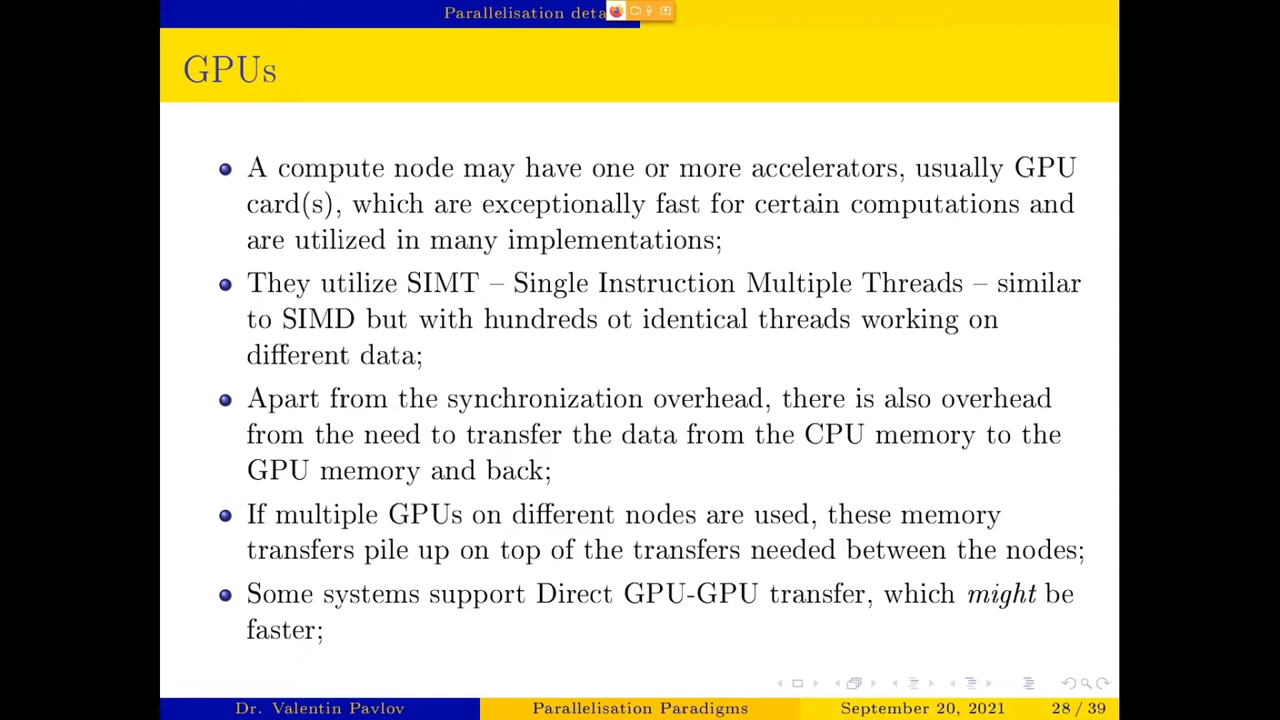 Parallelisation deta
GPUs
A compute node may have one or more accelerators, usually GPU
card(s), which are exceptionally fast for certain computations and
are utilized in many implementations;
They utilize SIMT – Single Instruction Multiple Threads – similar
to SIMD but with hundreds ot identical threads working on
different data;
Apart from the synchronization overhead, there is also overhead
from the need to transfer the data from the CPU memory to the
GPU memory and back;
If multiple GPUs on different nodes are used, these memory
transfers pile up on top of the transfers needed between the nodes;
Some systems support Direct GPU-GPU transfer, which might be
faster;
Dr. Valentin Pavlov Parallelisation Paradigms September 20, 2021 28 / 39